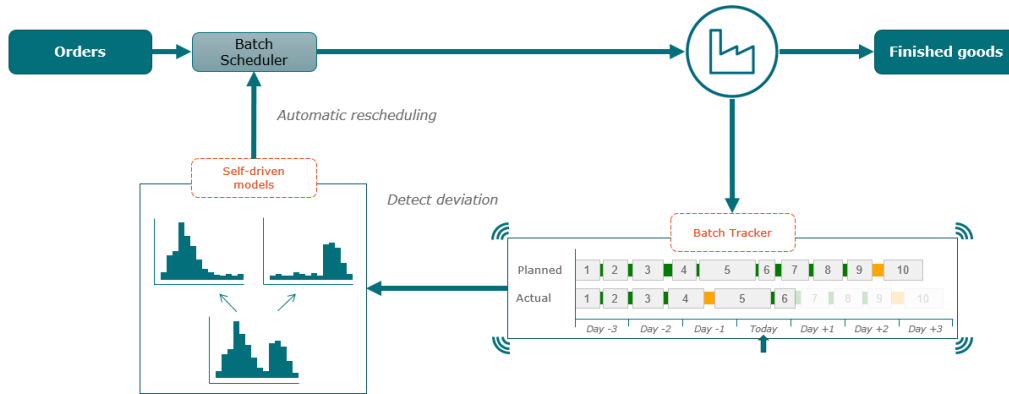 Orders
Batch
Scheduler
Finished goods
Automatic rescheduling
Self-driven
models
Detect deviation
Batch Tracker
Planned 1 2 3 4 5 6 7 8 9 10
Actual 1 2 3 4 5 6 7 8 9 10
Day -3 Day -2 Day -1 Today Day +1 Day +2 Day +3